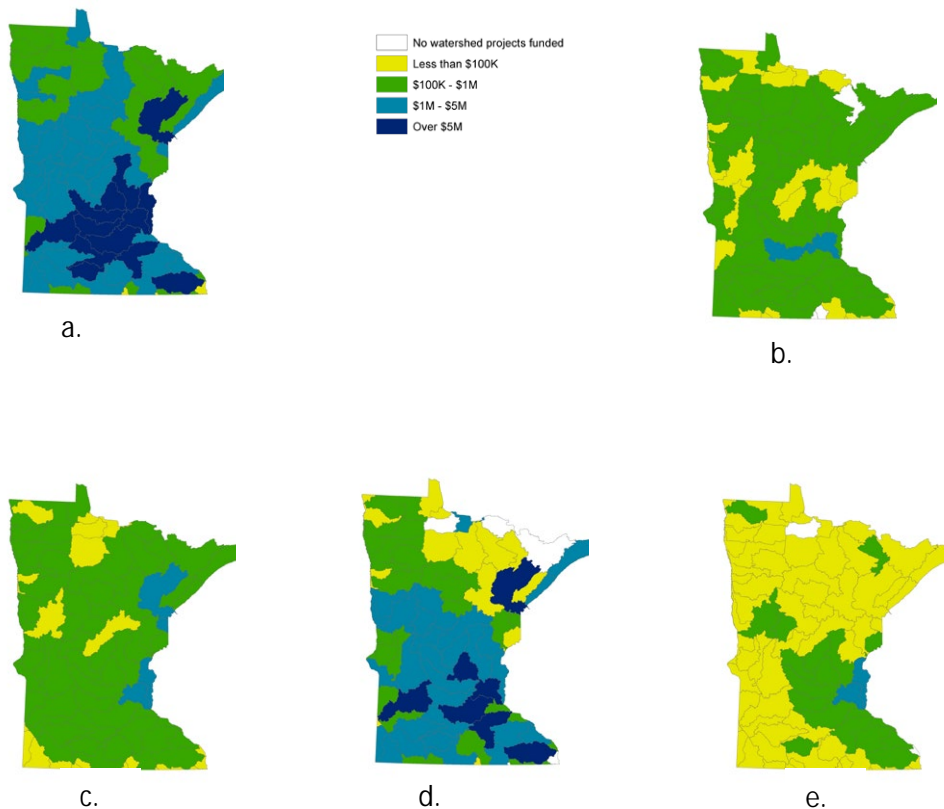 No watershed projects funded
Less than $100K
$100K - $1M
$1M - $5M
Over $5M
a.
b.
c.
d.
e.